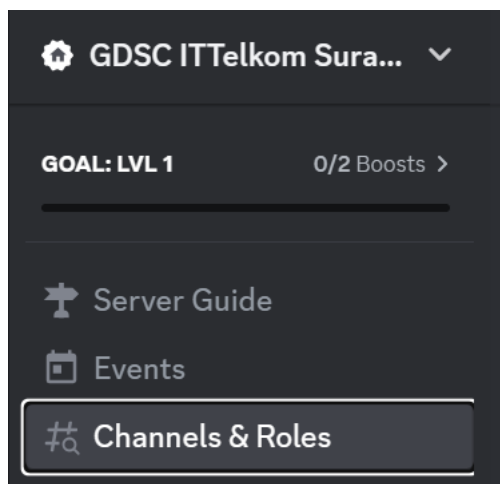 GDSC ITTelkom Sura...
GOAL: LVL 1 0/2 Boosts >
Server Guide
Events
Channels & Roles